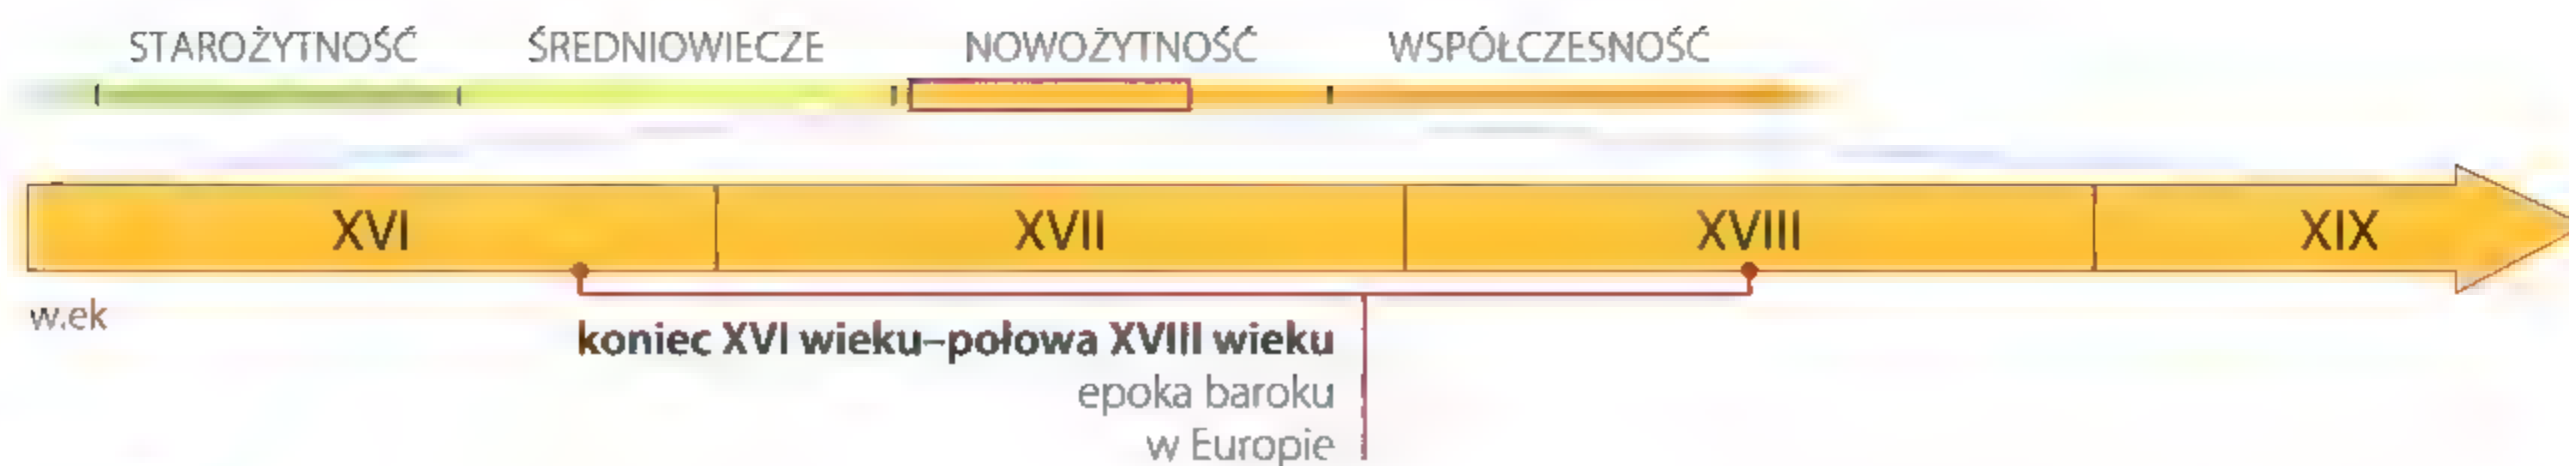 STAROŻYTNOŚĆ ŚREDNIOWIECZE NOWOŻYTNOŚĆ WSPÓŁCZESNOŚĆ
XVI XVII XVIII XIX
w.ek
koniec XVI wieku–połowa XVIII wieku
epoka baroku
w Europie